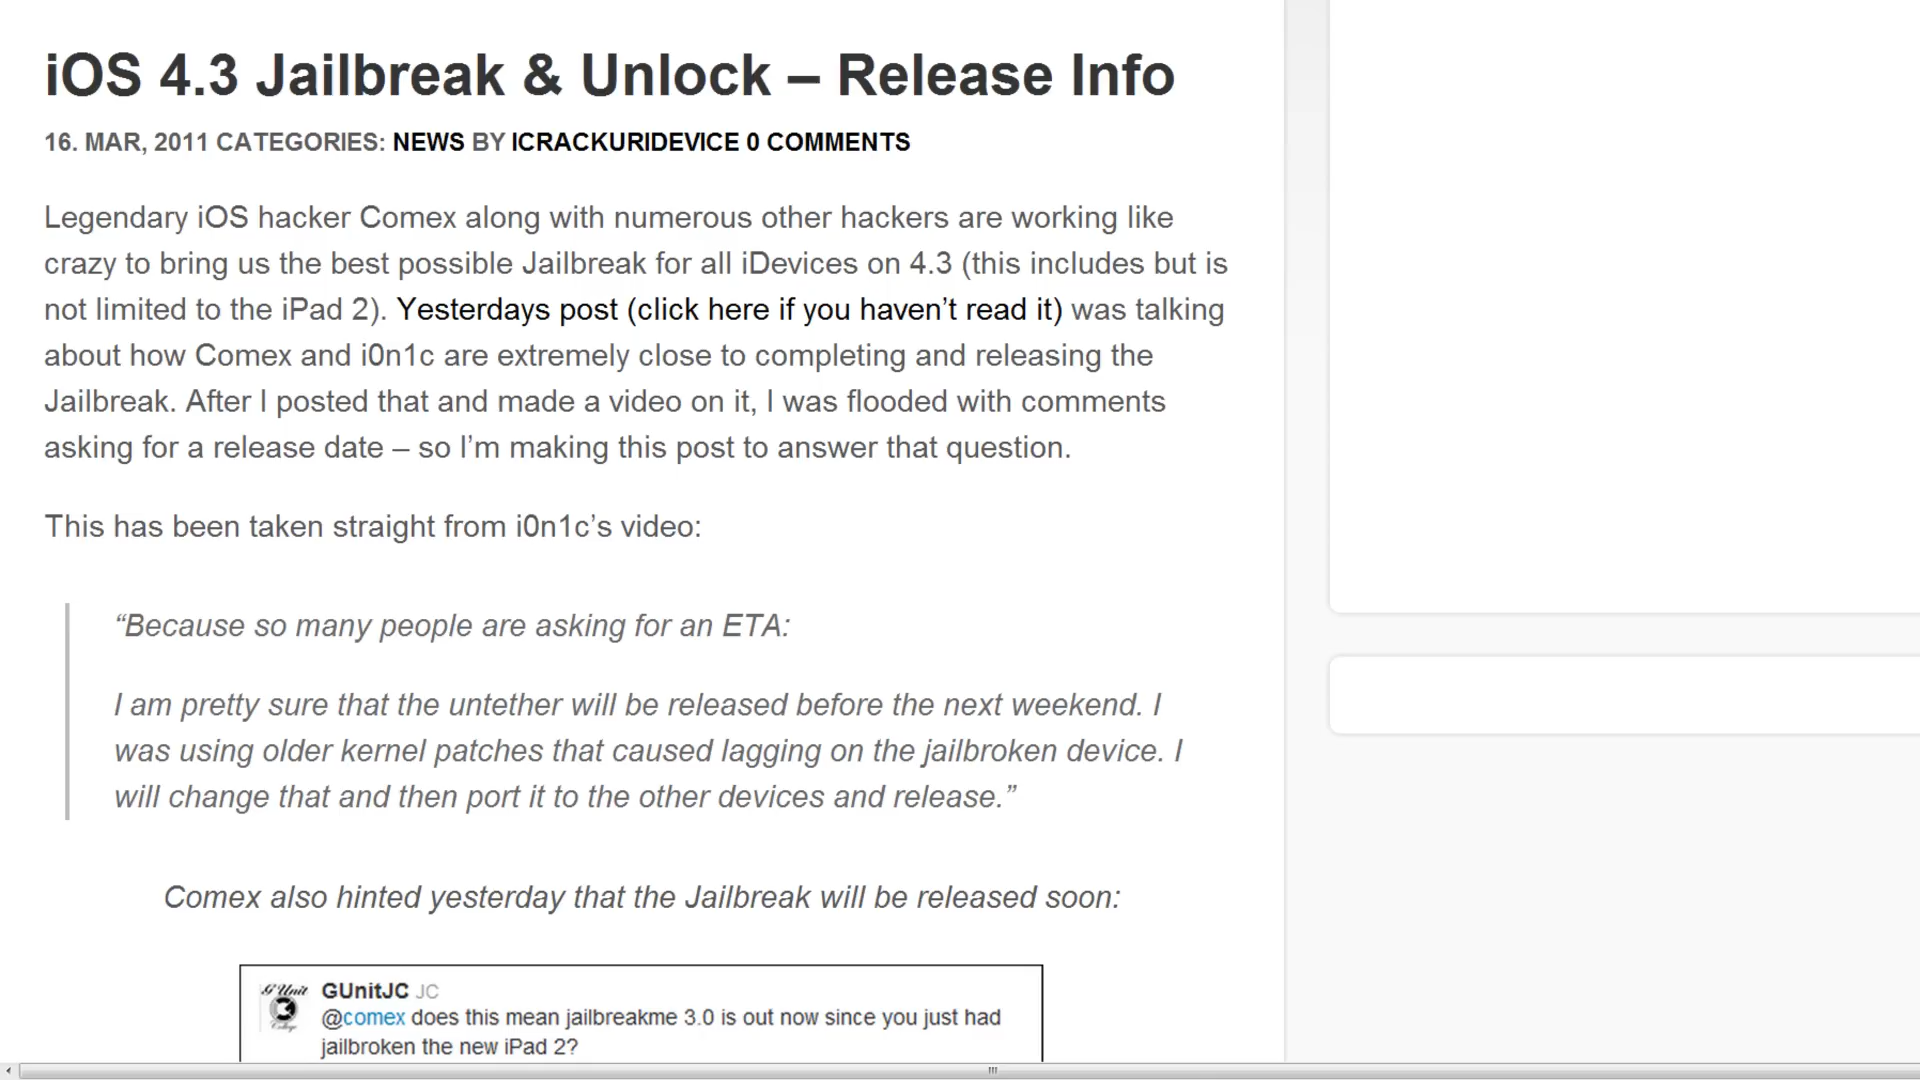 iOS 4.3 Jailbreak & Unlock – Release Info
16. MAR, 2011 CATEGORIES: NEWS BY ICRACKURIDEVICE 0 COMMENTS
Legendary iOS hacker Comex along with numerous other hackers are working like
crazy to bring us the best possible Jailbreak for all iDevices on 4.3 (this includes but is
not limited to the iPad 2). Yesterdays post (click here if you haven’t read it) was talking
about how Comex and i0n1c are extremely close to completing and releasing the
Jailbreak. After I posted that and made a video on it, I was flooded with comments
asking for a release date – so I’m making this post to answer that question.
This has been taken straight from i0n1c’s video:
“Because so many people are asking for an ETA:
I am pretty sure that the untether will be released before the next weekend. I
was using older kernel patches that caused lagging on the jailbroken device. I
will change that and then port it to the other devices and release.”
Comex also hinted yesterday that the Jailbreak will be released soon:
G Unit
College
GUnitJC JC
@comex does this mean jailbreakme 3.0 is out now since you just had
jailbroken the new iPad 2?